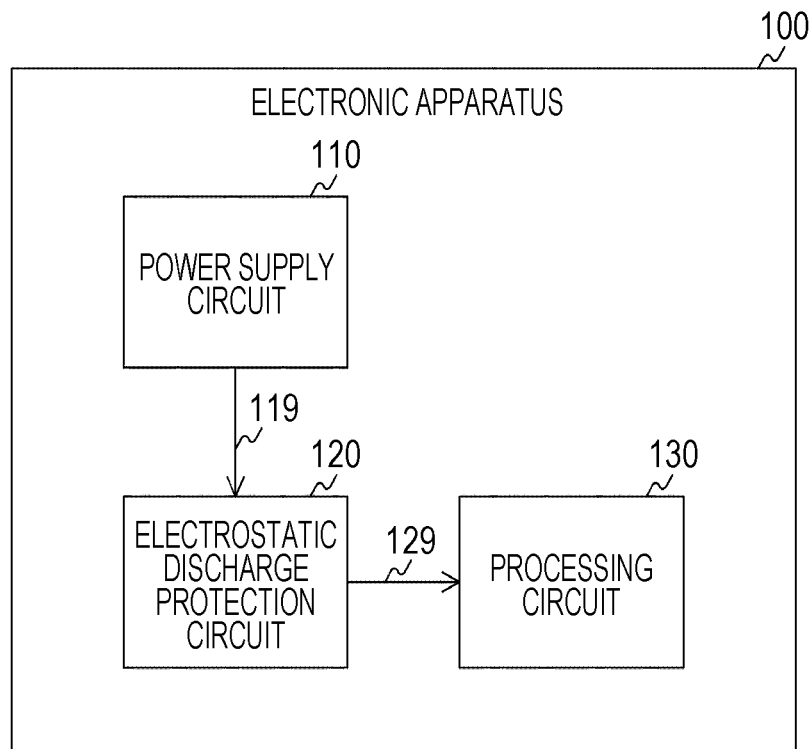 100
ELECTRONIC APPARATUS
110
POWER SUPPLY
CIRCUIT
119
120
130
ELECTROSTATIC
DISCHARGE
PROTECTION
CIRCUIT
129
PROCESSING
CIRCUIT